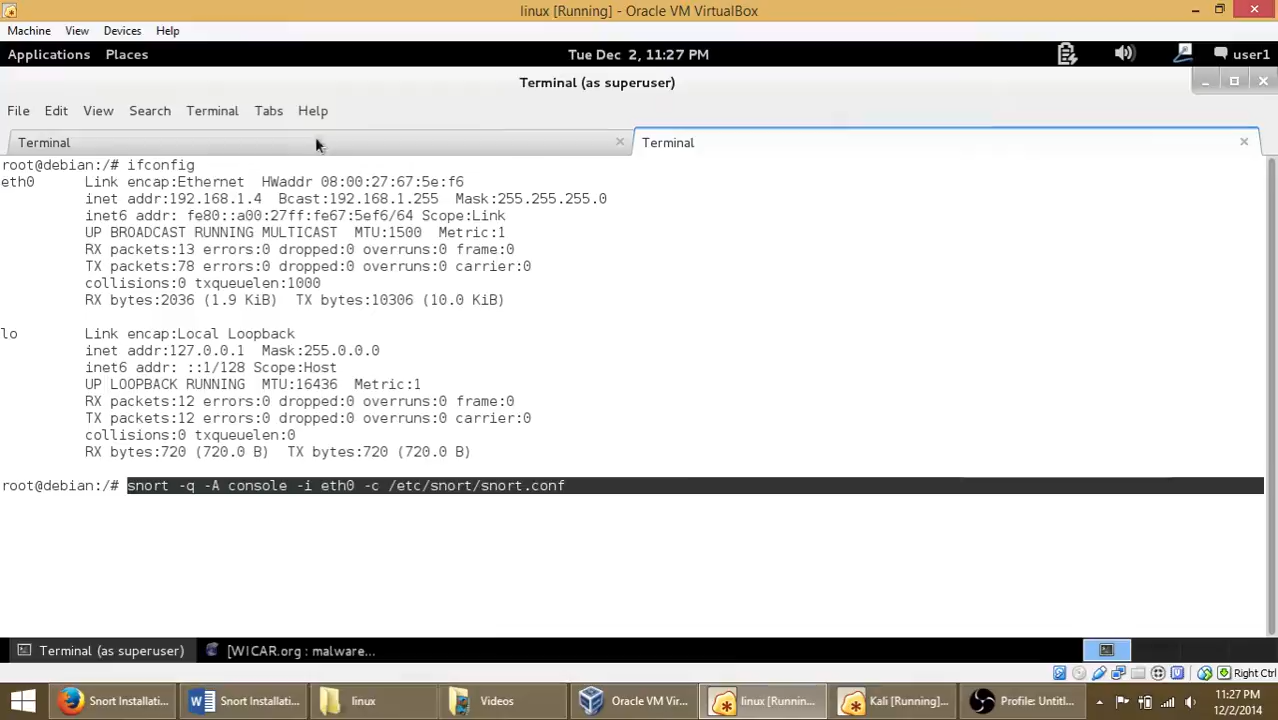 linux [Running] - Oracle VM VirtualBox
Machine View Devices Help
Applications Places Tue Dec 2, 11:27 PM user1
Terminal (as superuser)
File Edit View Search Terminal Tabs Help
Terminal Terminal
root@debian:/# ifconfig
eth0 Link encap:Ethernet HWaddr 08:00:27:67:5e:f6
inet addr:192.168.1.4 Bcast:192.168.1.255 Mask:255.255.255.0
inet6 addr: fe80::a00:27ff:fe67:5ef6/64 Scope:Link
UP BROADCAST RUNNING MULTICAST MTU:1500 Metric:1
RX packets:13 errors:0 dropped:0 overruns:0 frame:0
TX packets:78 errors:0 dropped:0 overruns:0 carrier:0
collisions:0 txqueuelen:1000
RX bytes:2036 (1.9 KiB) TX bytes:10306 (10.0 KiB)
lo Link encap:Local Loopback
inet addr:127.0.0.1 Mask:255.0.0.0
inet6 addr: ::1/128 Scope:Host
UP LOOPBACK RUNNING MTU:16436 Metric:1
RX packets:12 errors:0 dropped:0 overruns:0 frame:0
TX packets:12 errors:0 dropped:0 overruns:0 carrier:0
collisions:0 txqueuelen:0
RX bytes:720 (720.0 B) TX bytes:720 (720.0 B)
root@debian:/# snort -q -A console -i eth0 -c /etc/snort/snort.conf
Terminal (as superuser) [WICAR.org : malware...
Right Ctrl
Snort Installati... Snort Installati... linux Videos Oracle VM Vir... linux [Runnin... Kali [Running]... Profile: Untitl... 11:27 PM
12/2/2014